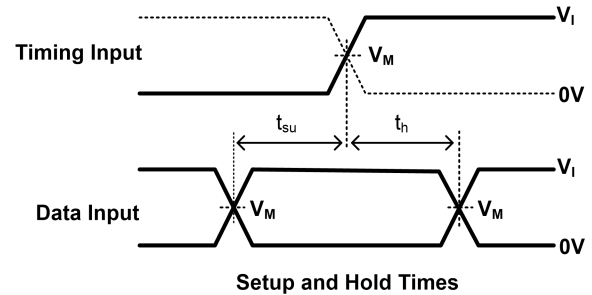 V_I
Timing Input
V_M
0V
t_su
t_h
V_I
Data Input
V_M
V_M
0V
Setup and Hold Times